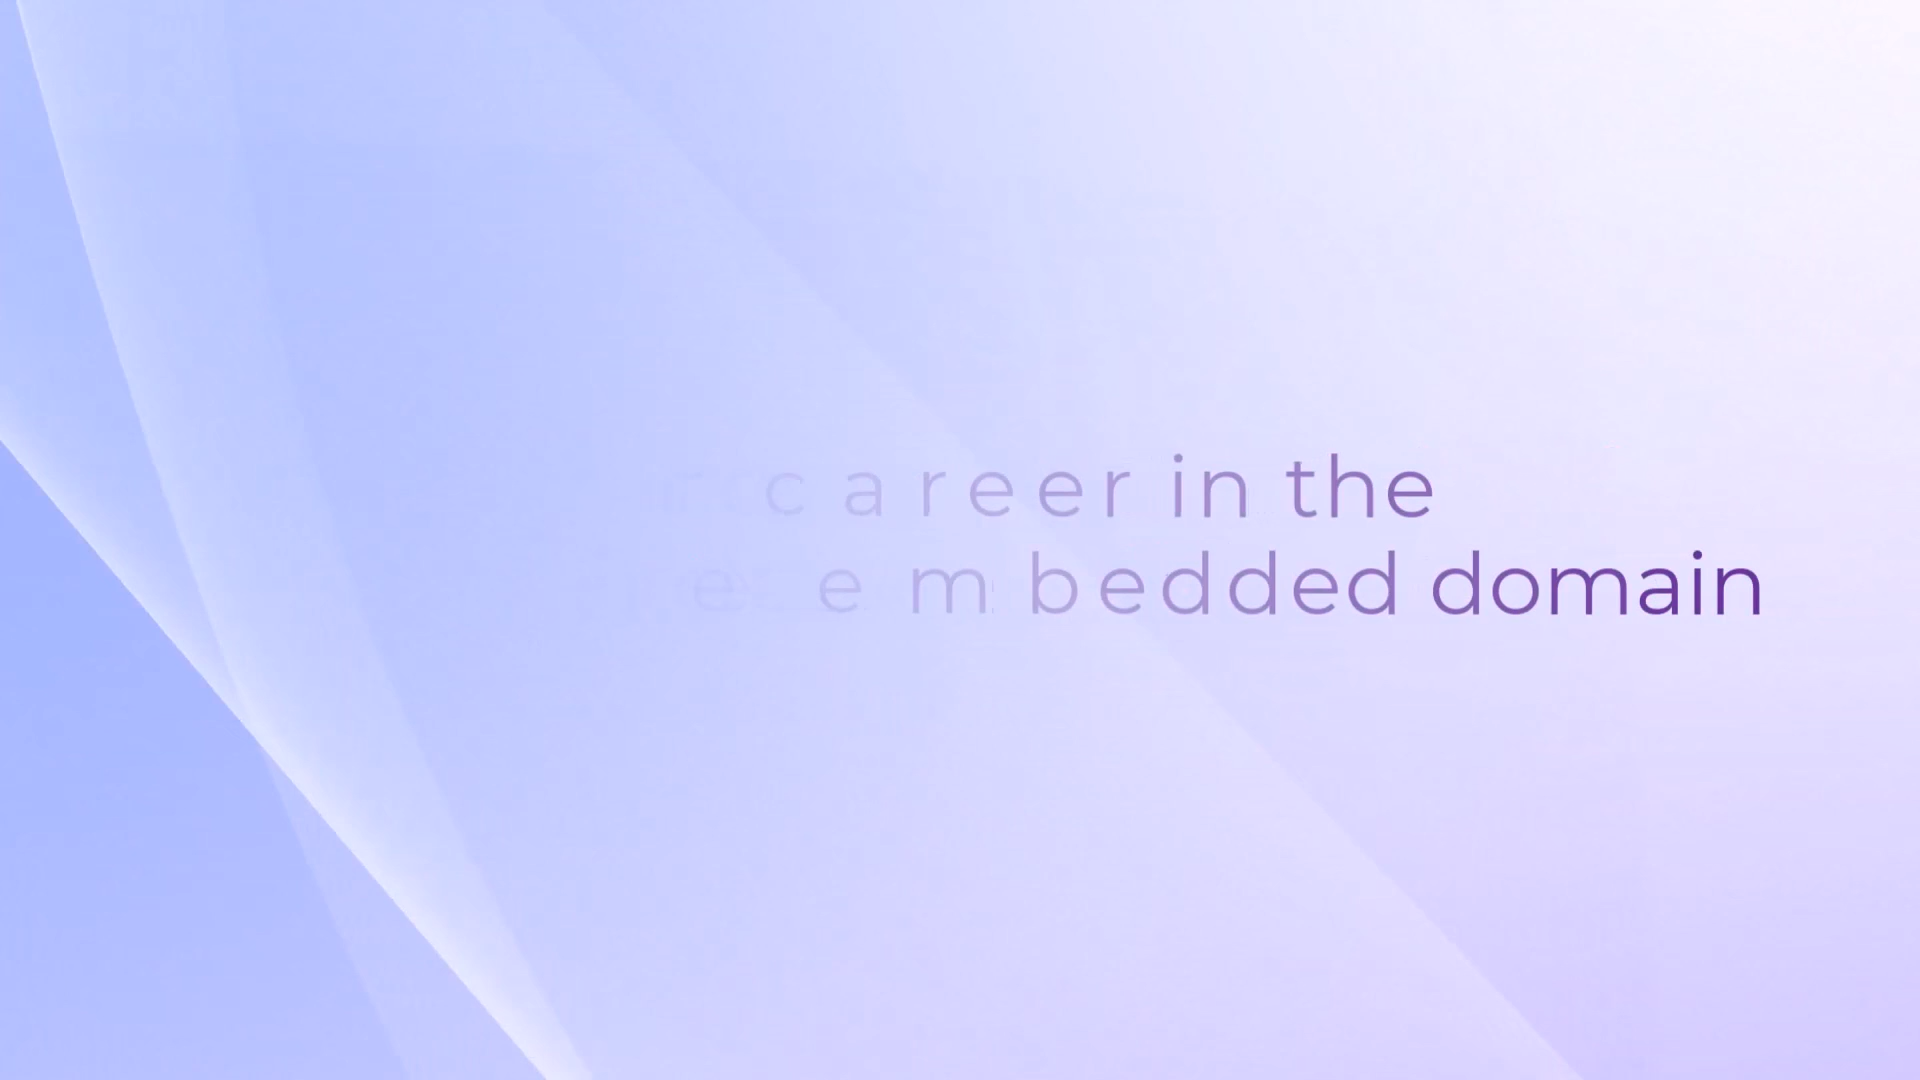 career in the
embedded domain